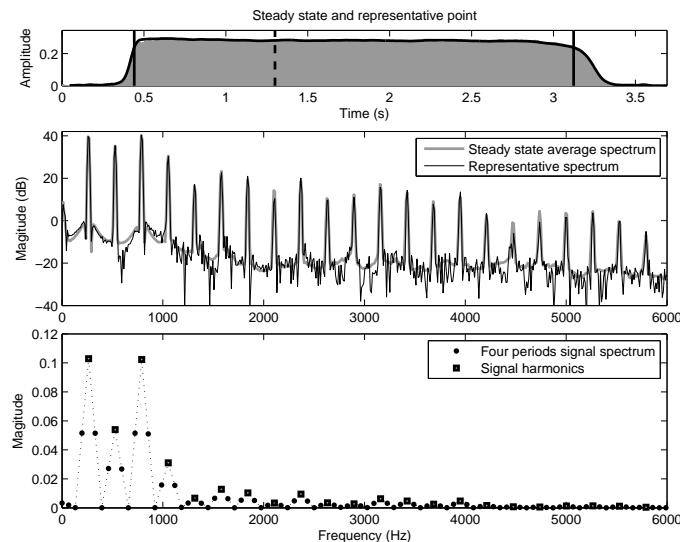 Steady state and representative point
Amplitude
0.2
0
0 0.5 1 1.5 2 2.5 3 3.5
Time (s)
Magnitude (dB)
40
20
0
−20
−40
Steady state average spectrum
Representative spectrum
0 1000 2000 3000 4000 5000 6000
Magitude
0.12
0.1
0.08
0.06
0.04
0.02
0
Four periods signal spectrum
Signal harmonics
0 1000 2000 3000 4000 5000 6000
Frequency (Hz)